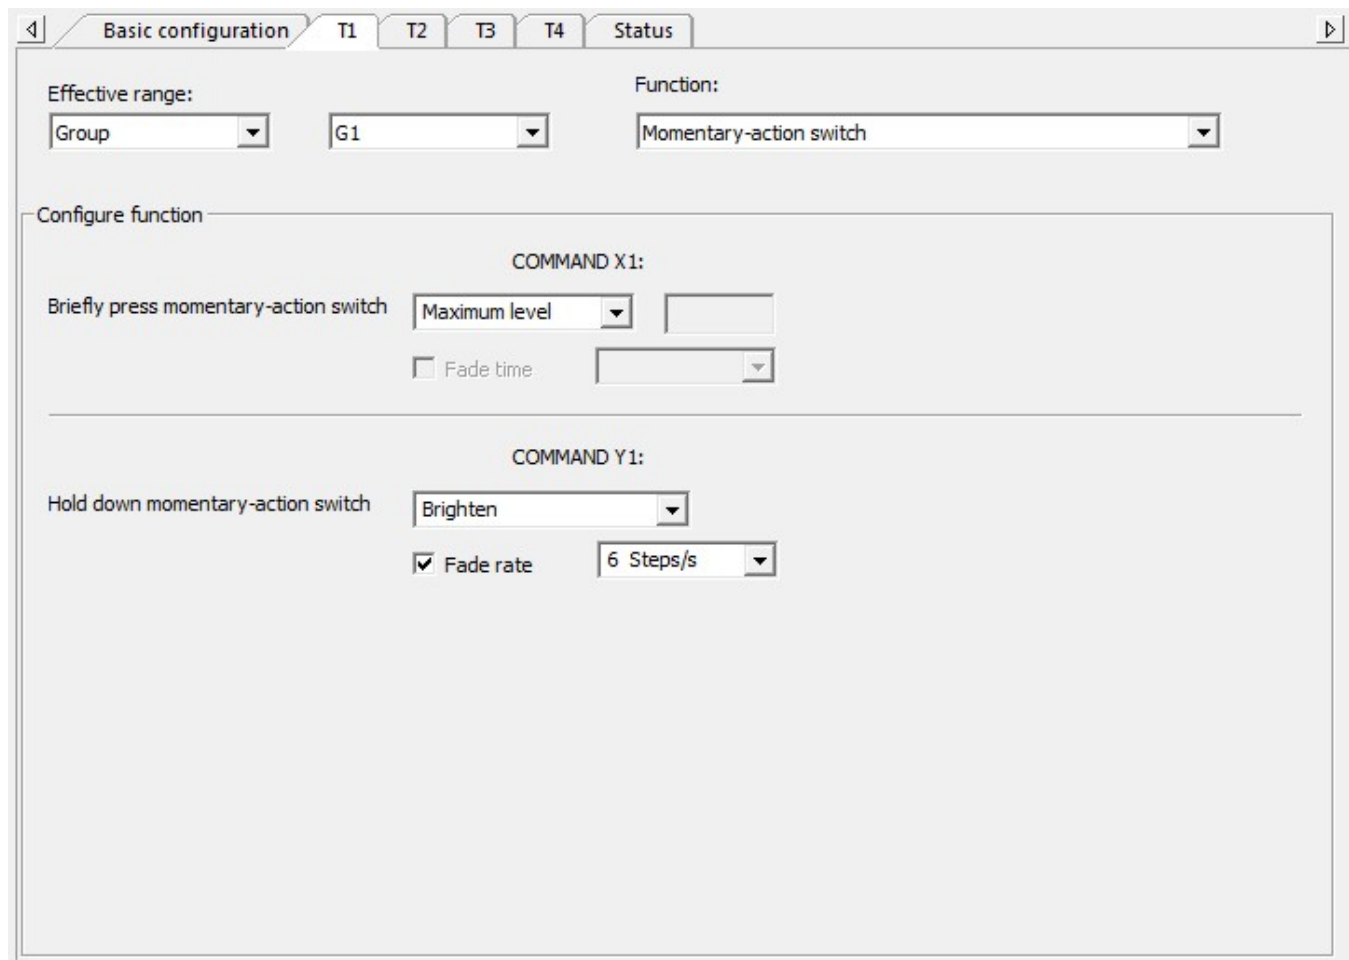 Basic configuration T1 T2 T3 T4 Status
Effective range: Function:
Group G1 Momentary-action switch
Configure function
COMMAND X1:
Briefly press momentary-action switch Maximum level
Fade time
COMMAND Y1:
Hold down momentary-action switch Brighten
Fade rate 6 Steps/s